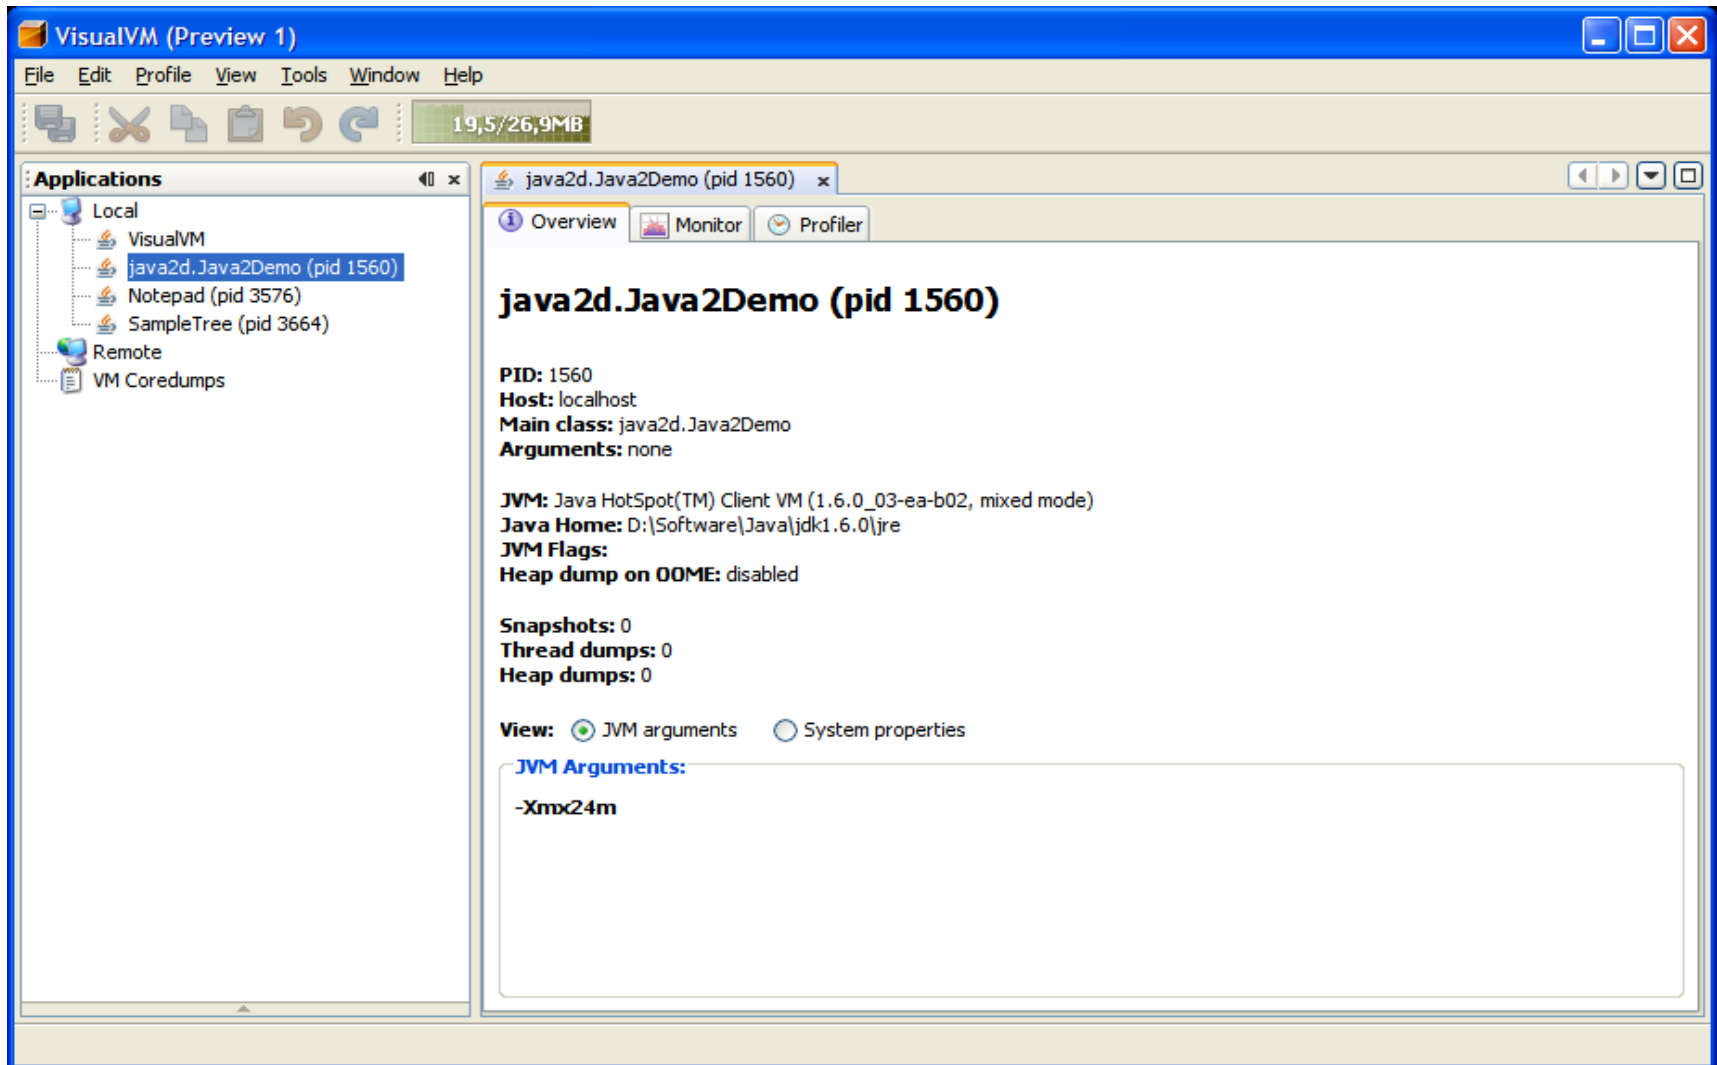 VisualVM (Preview 1)
File Edit Profile View Tools Window Help
19,5/26,9MB
Applications
Local
VisualVM
java2d.Java2Demo (pid 1560)
Notepad (pid 3576)
SampleTree (pid 3664)
Remote
VM Coredumps
java2d.Java2Demo (pid 1560)
Overview Monitor Profiler
java2d.Java2Demo (pid 1560)
PID: 1560
Host: localhost
Main class: java2d.Java2Demo
Arguments: none
JVM: Java HotSpot(TM) Client VM (1.6.0_03-ea-b02, mixed mode)
Java Home: D:\Software\Java\jdk1.6.0\jre
JVM Flags:
Heap dump on OOME: disabled
Snapshots: 0
Thread dumps: 0
Heap dumps: 0
View: JVM arguments System properties
JVM Arguments:
-Xmx24m